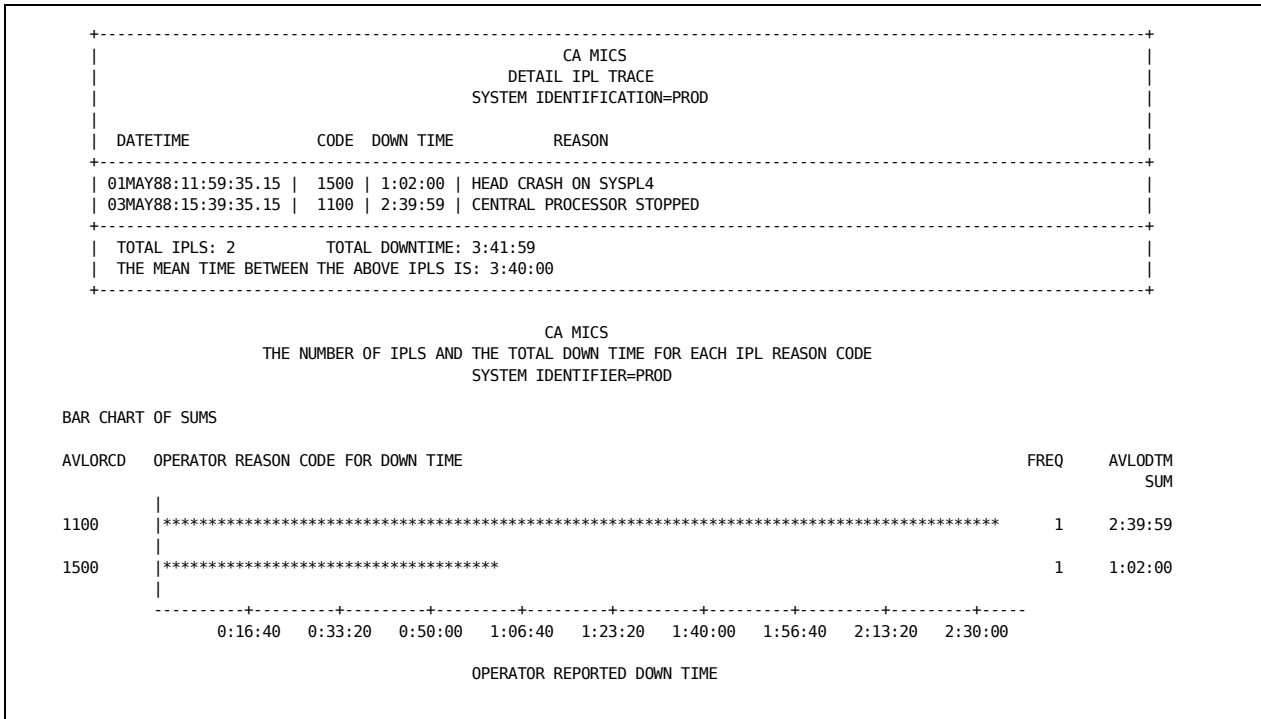 +-------------------------------------------------------------------------------------------------------------------+
|                                                   CA MICS                                                         |
|                                             DETAIL IPL TRACE                                                      |
|                                         SYSTEM IDENTIFICATION=PROD                                                |
|                                                                                                                   |
|  DATETIME              CODE  DOWN TIME           REASON                                                           |
+-------------------------------------------------------------------------------------------------------------------+
| 01MAY88:11:59:35.15 |  1500 | 1:02:00 | HEAD CRASH ON SYSPL4                                                      |
| 03MAY88:15:39:35.15 |  1100 | 2:39:59 | CENTRAL PROCESSOR STOPPED                                                 |
+-------------------------------------------------------------------------------------------------------------------+
|  TOTAL IPLS: 2          TOTAL DOWNTIME: 3:41:59                                                                   |
|  THE MEAN TIME BETWEEN THE ABOVE IPLS IS: 3:40:00                                                                 |
+-------------------------------------------------------------------------------------------------------------------+
CA MICS
THE NUMBER OF IPLS AND THE TOTAL DOWN TIME FOR EACH IPL REASON CODE
SYSTEM IDENTIFIER=PROD
BAR CHART OF SUMS
AVLORCD   OPERATOR REASON CODE FOR DOWN TIME   FREQ   AVLODTM
SUM
|
1100   |********************************************************************************************   1   2:39:59
|
1500   |*************************************   1   1:02:00
|
----------+---------+---------+---------+---------+---------+---------+---------+---------+-----
0:16:40   0:33:20   0:50:00   1:06:40   1:23:20   1:40:00   1:56:40   2:13:20   2:30:00
OPERATOR REPORTED DOWN TIME